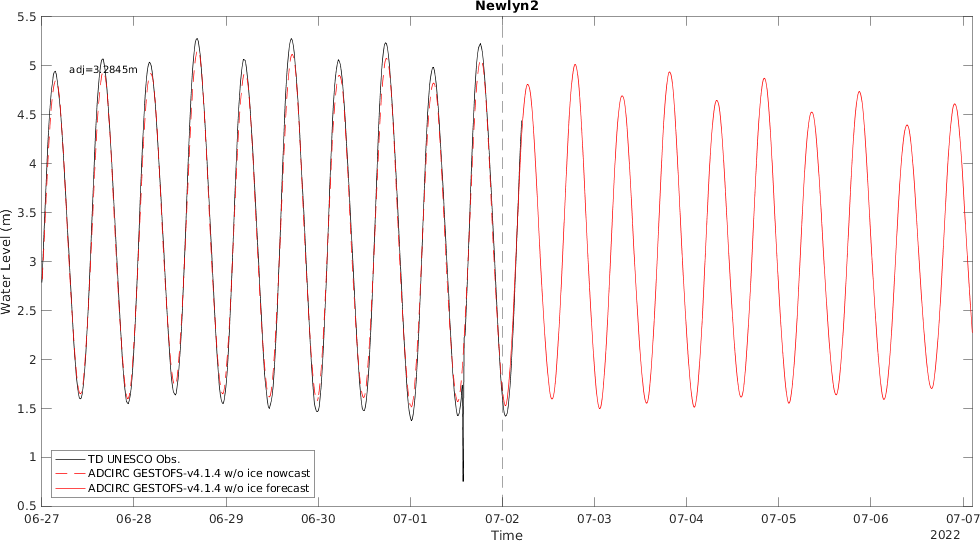 Newlyn2
5.5
5
4.5
4
3.5
3
2.5
2
1.5
1
0.5
Water Level (m)
adj=3.2845m
TD UNESCO Obs.
ADCIRC GESTOFS-v4.1.4 w/o ice nowcast
ADCIRC GESTOFS-v4.1.4 w/o ice forecast
06-27 06-28 06-29 06-30 07-01 07-02 07-03 07-04 07-05 07-06 07-07
Time
2022